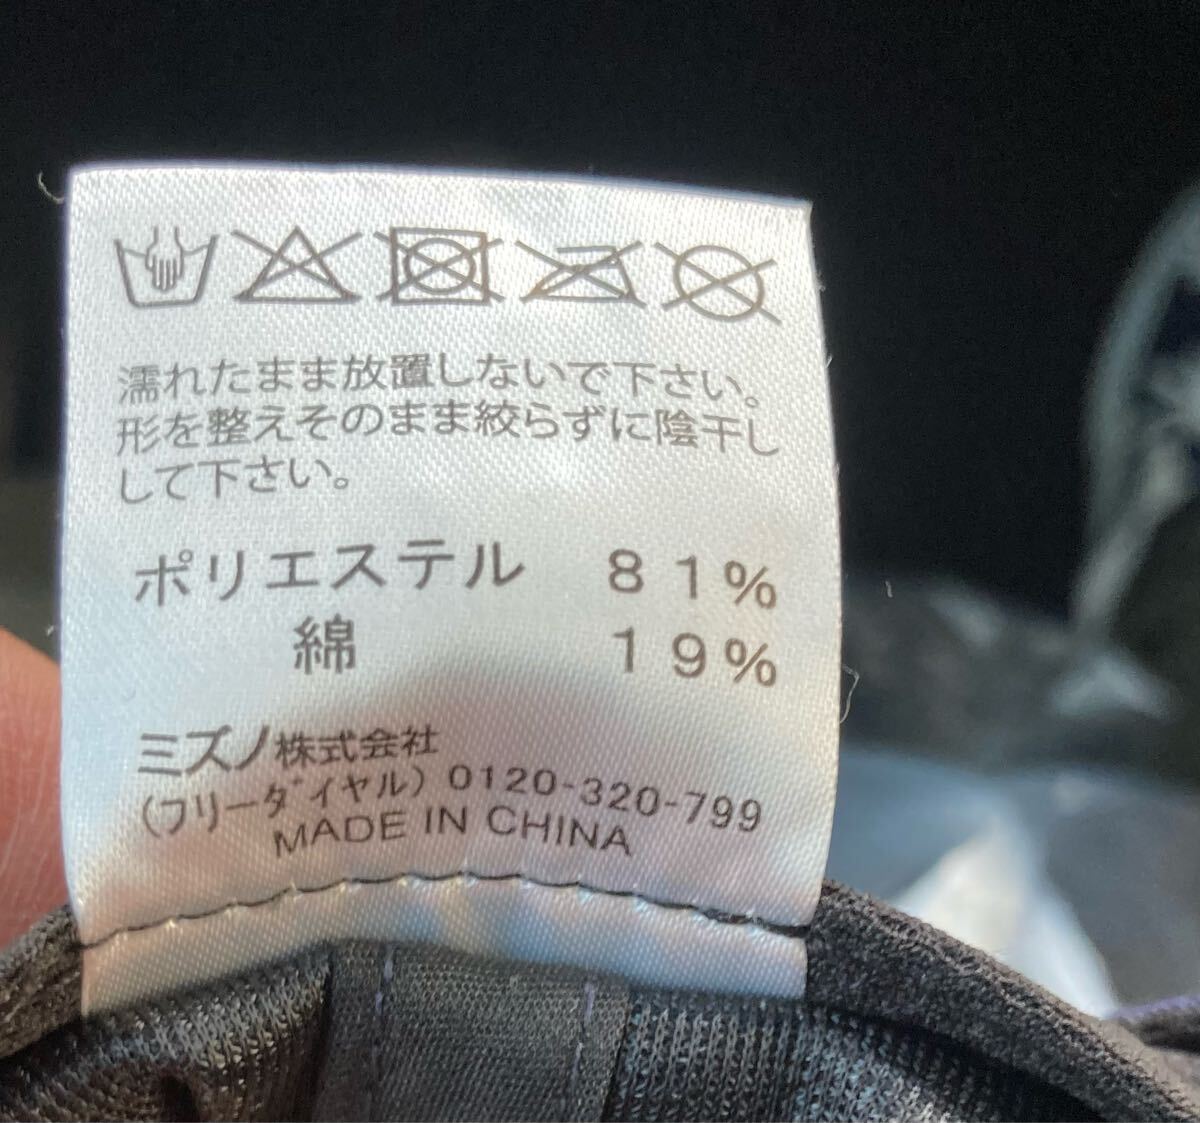 濡れたまま放置しないで下さい。
形を整えそのまま絞らずに陰干し
して下さい。
ポリエステル 81%
綿 19%
ミズノ株式会社
(フリーダイヤル) 0120-320-799
MADE IN CHINA